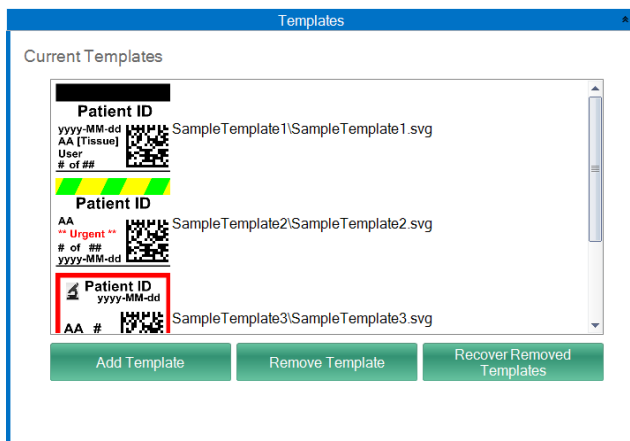 Templates
Current Templates
Patient ID
yyyy-MM-dd
AA [Tissue]
User
# of ##
SampleTemplate1\SampleTemplate1.svg
Patient ID
AA
** Urgent **
# of ##
yyyy-MM-dd
SampleTemplate2\SampleTemplate2.svg
Patient ID
yyyy-MM-dd
AA #
SampleTemplate3\SampleTemplate3.svg
Add Template
Remove Template
Recover Removed
Templates